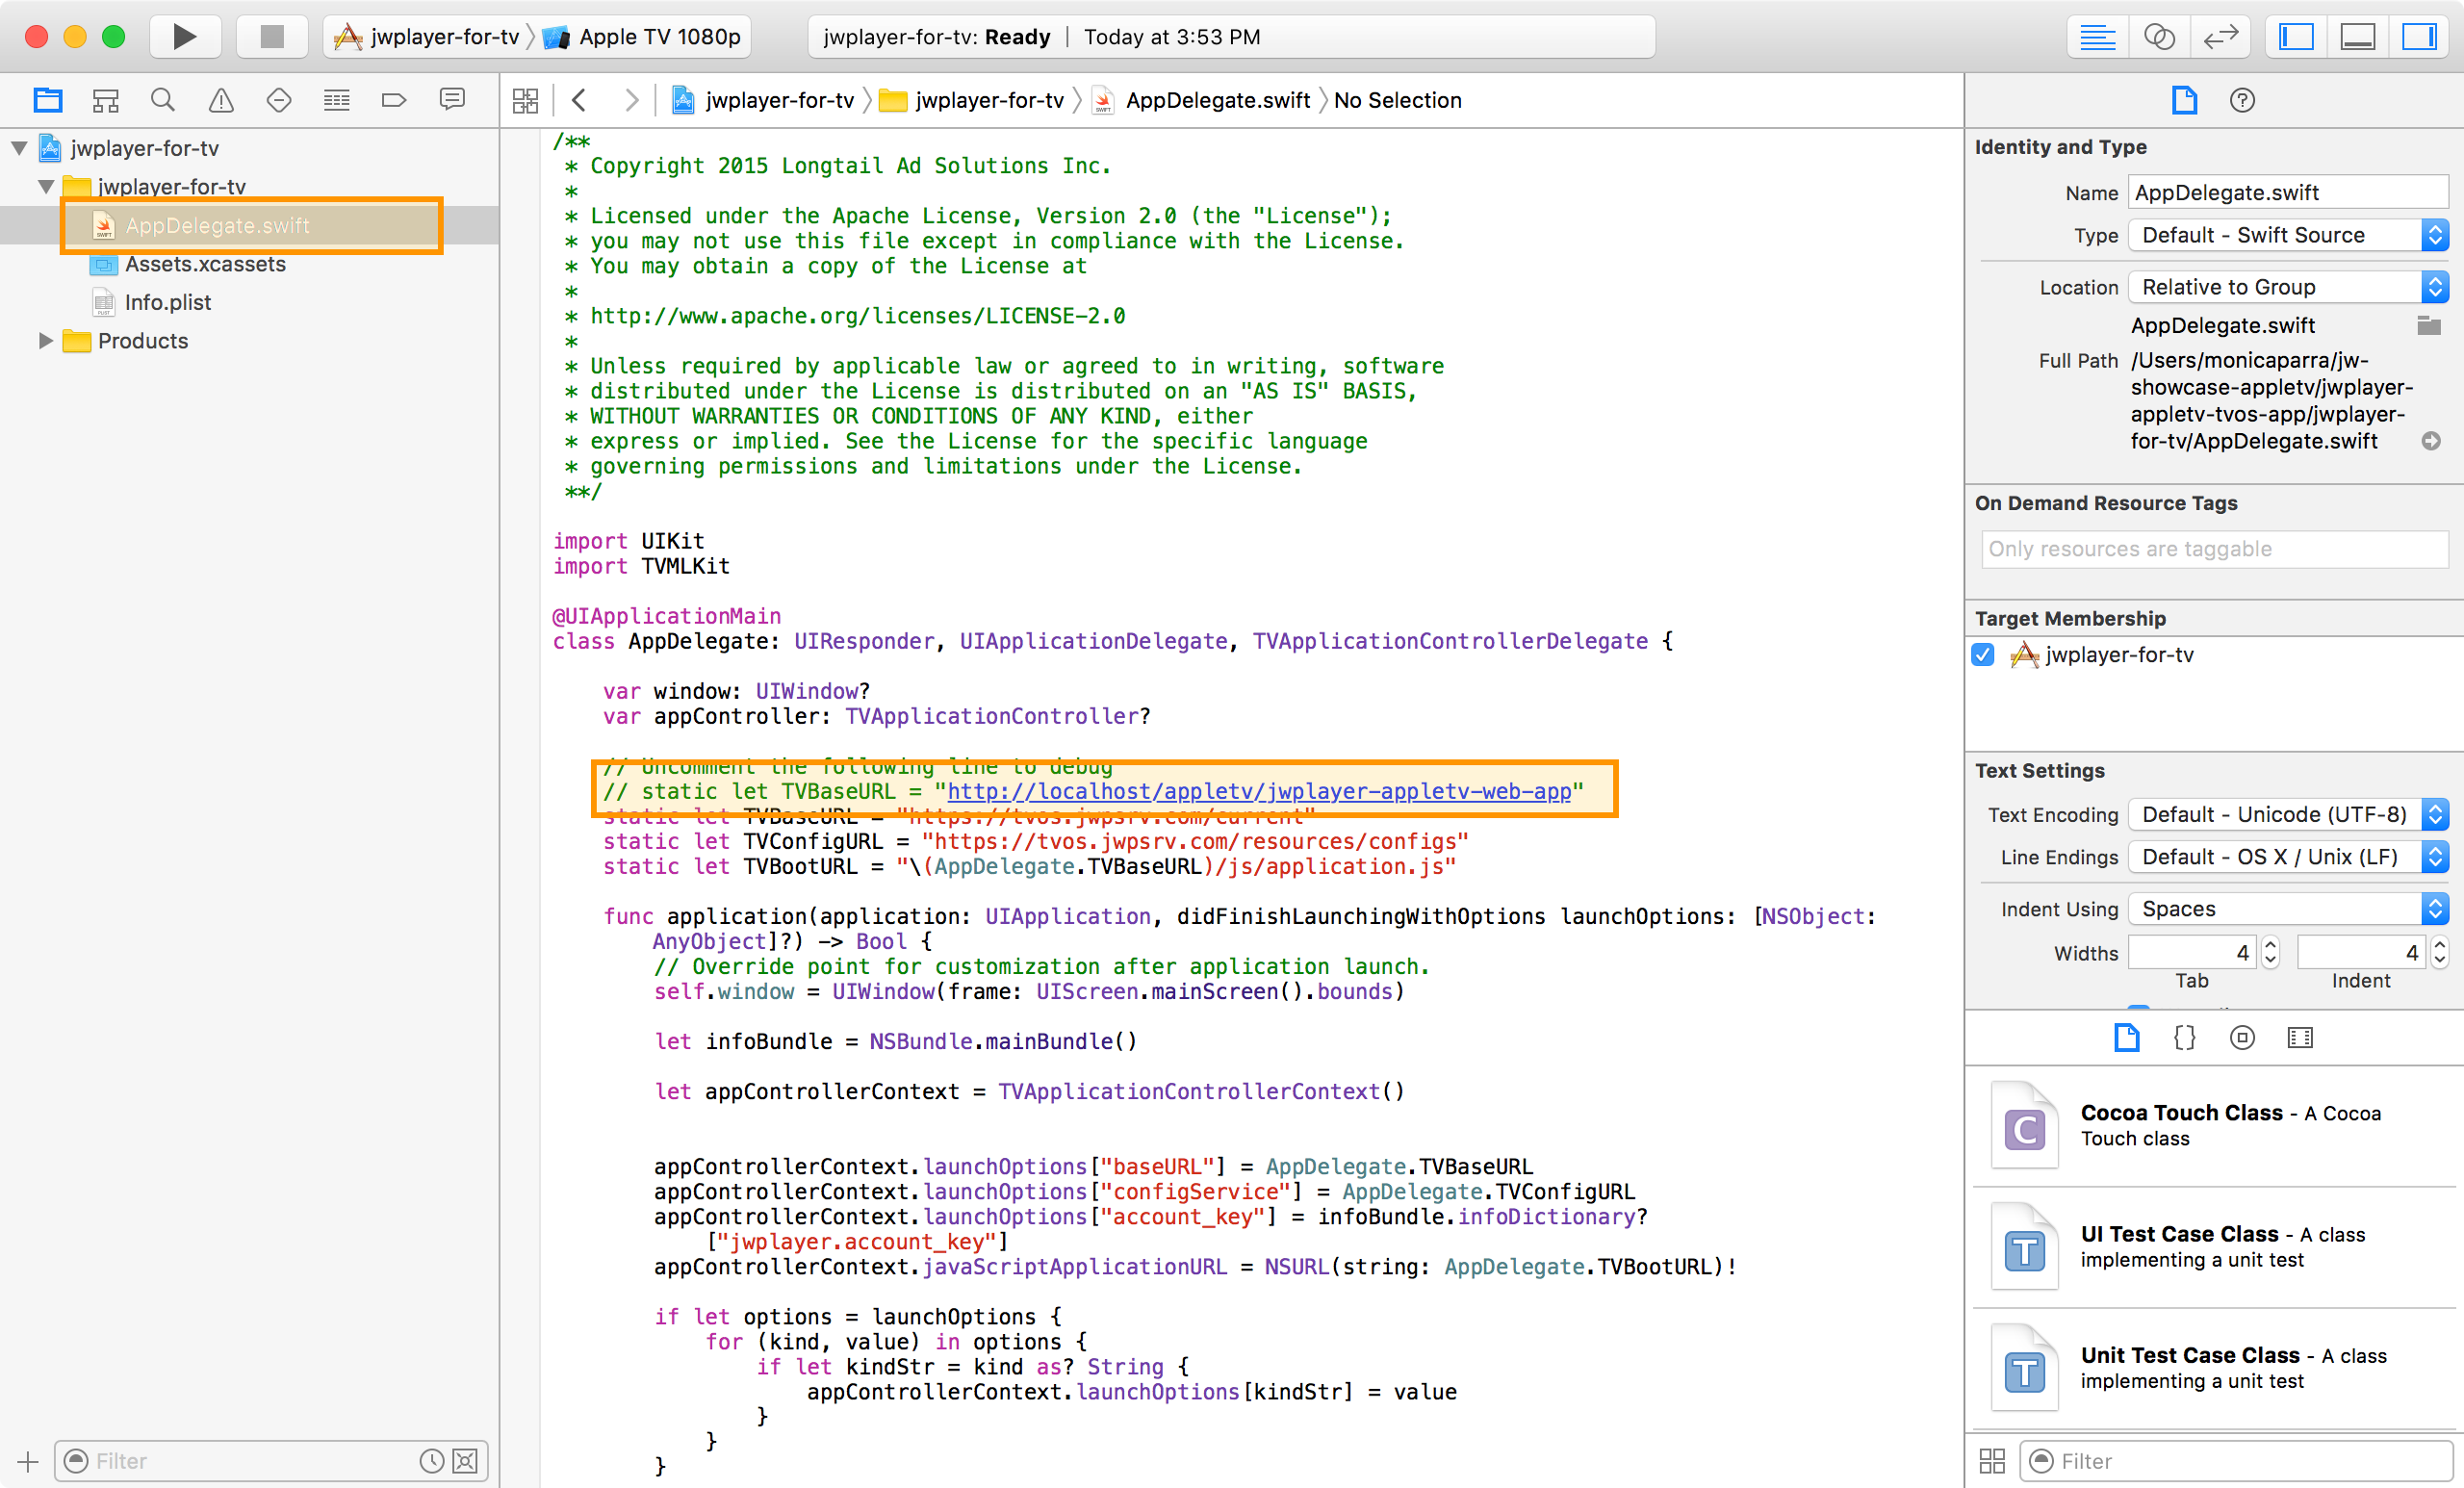 jwplayer-for-tv Apple TV 1080p
jwplayer-for-tv: Ready | Today at 3:53 PM
jwplayer-for-tv
jwplayer-for-tv
AppDelegate.swift
Assets.xcassets
Info.plist
Products
Filter
jwplayer-for-tv jwplayer-for-tv AppDelegate.swift No Selection
/**
* Copyright 2015 Longtail Ad Solutions Inc.
*
* Licensed under the Apache License, Version 2.0 (the "License");
* you may not use this file except in compliance with the License.
* You may obtain a copy of the License at
*
* http://www.apache.org/licenses/LICENSE-2.0
*
* Unless required by applicable law or agreed to in writing, software
* distributed under the License is distributed on an "AS IS" BASIS,
* WITHOUT WARRANTIES OR CONDITIONS OF ANY KIND, either
* express or implied. See the License for the specific language
* governing permissions and limitations under the License.
**/
import UIKit
import TVMLKit
@UIApplicationMain
class AppDelegate: UIResponder, UIApplicationDelegate, TVApplicationControllerDelegate {
var window: UIWindow?
var appController: TVApplicationController?
// Uncomment the following line to debug
// static let TVBaseURL = "http://localhost/appletv/jwplayer-appletv-web-app"
static let TVBaseURL = "https://tvos.jwpsrv.com/current"
static let TVConfigURL = "https://tvos.jwpsrv.com/resources/configs"
static let TVBootURL = "\(AppDelegate.TVBaseURL)/js/application.js"
func application(application: UIApplication, didFinishLaunchingWithOptions launchOptions: [NSObject:
AnyObject]?) -> Bool {
// Override point for customization after application launch.
self.window = UIWindow(frame: UIScreen.mainScreen().bounds)
let infoBundle = NSBundle.mainBundle()
let appControllerContext = TVApplicationControllerContext()
appControllerContext.launchOptions["baseURL"] = AppDelegate.TVBaseURL
appControllerContext.launchOptions["configService"] = AppDelegate.TVConfigURL
appControllerContext.launchOptions["account_key"] = infoBundle.infoDictionary?
["jwplayer.account_key"]
appControllerContext.javaScriptApplicationURL = NSURL(string: AppDelegate.TVBootURL)!
if let options = launchOptions {
for (kind, value) in options {
if let kindStr = kind as? String {
appControllerContext.launchOptions[kindStr] = value
}
}
}
Identity and Type
Name AppDelegate.swift
Type Default - Swift Source
Location Relative to Group
AppDelegate.swift
Full Path /Users/monicaparra/jw-
showcase-appletv/jwplayer-
appletv-tvos-app/jwplayer-
for-tv/AppDelegate.swift
On Demand Resource Tags
Only resources are taggable
Target Membership
jwplayer-for-tv
Text Settings
Text Encoding Default - Unicode (UTF-8)
Line Endings Default - OS X / Unix (LF)
Indent Using Spaces
Widths 4 4
Tab Indent
Cocoa Touch Class - A Cocoa
Touch class
UI Test Case Class - A class
implementing a unit test
Unit Test Case Class - A class
implementing a unit test
Filter